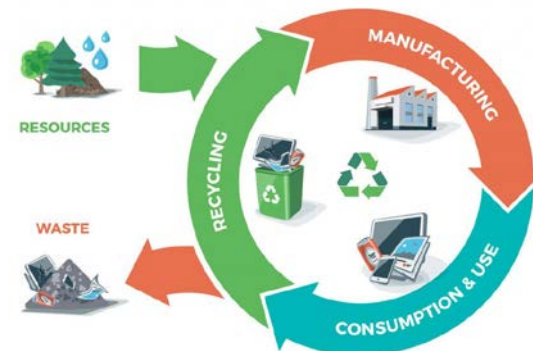 RESOURCES
WASTE
RECYCLING
MANUFACTURING
CONSUMPTION & USE